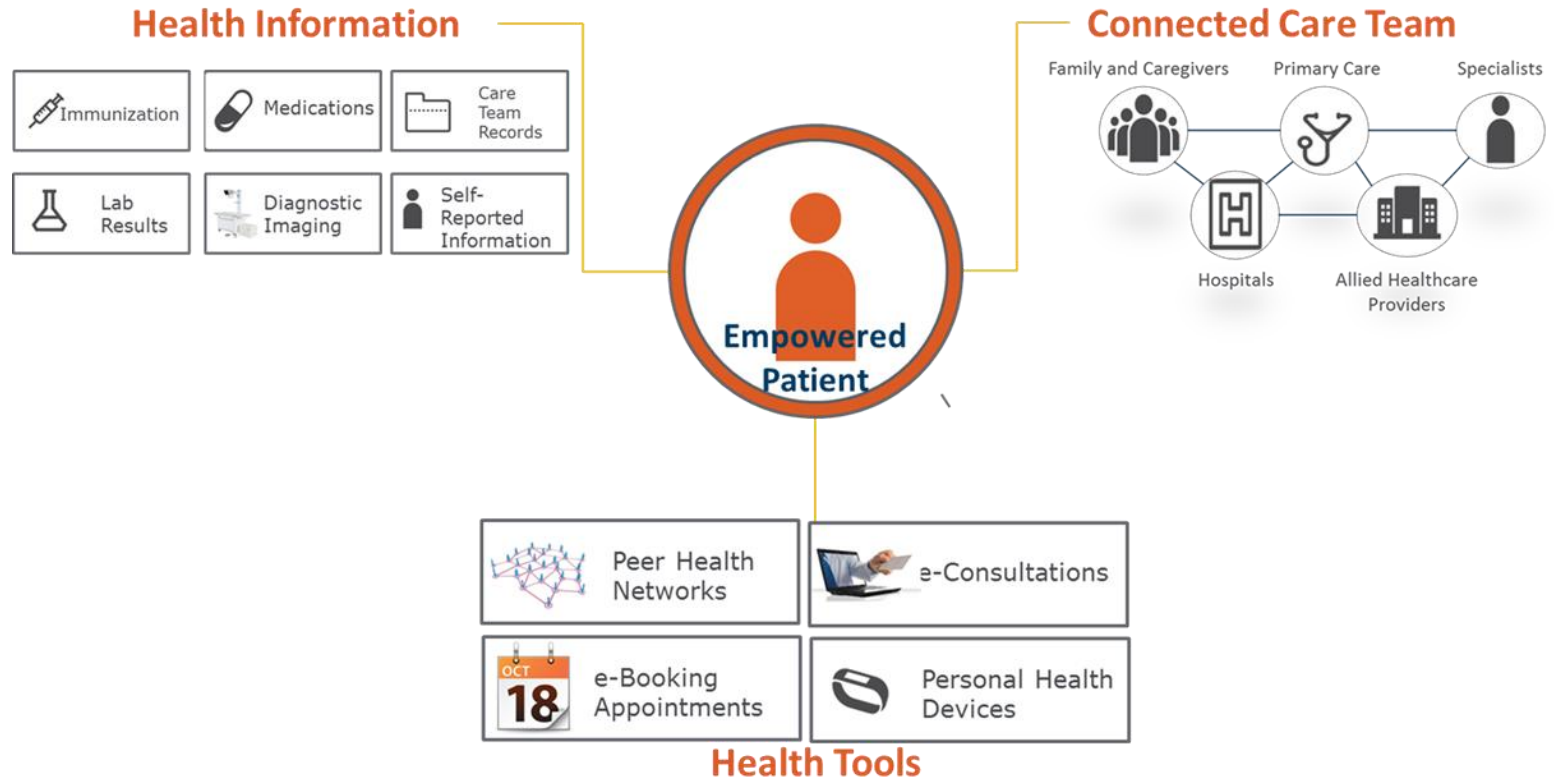 Health Information
Immunization
Medications
Care
Team
Records
Lab
Results
Diagnostic
Imaging
Self-
Reported
Information
Connected Care Team
Family and Caregivers
Primary Care
Specialists
H
Hospitals
Allied Healthcare
Providers
Empowered
Patient
Peer Health
Networks
e-Consultations
OCT
18
e-Booking
Appointments
Personal Health
Devices
Health Tools